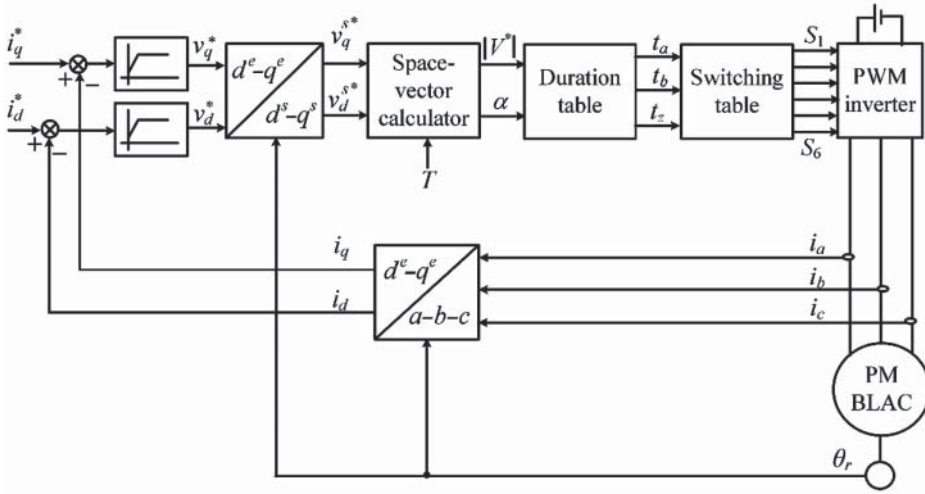 i_q^*
+
−
v_q^*
d^e–q^e
d^s–q^s
v_q^{s*}
v_d^{s*}
Space-
vector
calculator
T
|V^*|
α
Duration
table
t_a
t_b
t_z
Switching
table
S_1
S_6
PWM
inverter
i_d^*
+
−
v_d^*
i_q
i_d
d^e–q^e
a–b–c
i_a
i_b
i_c
PM
BLAC
θ_r